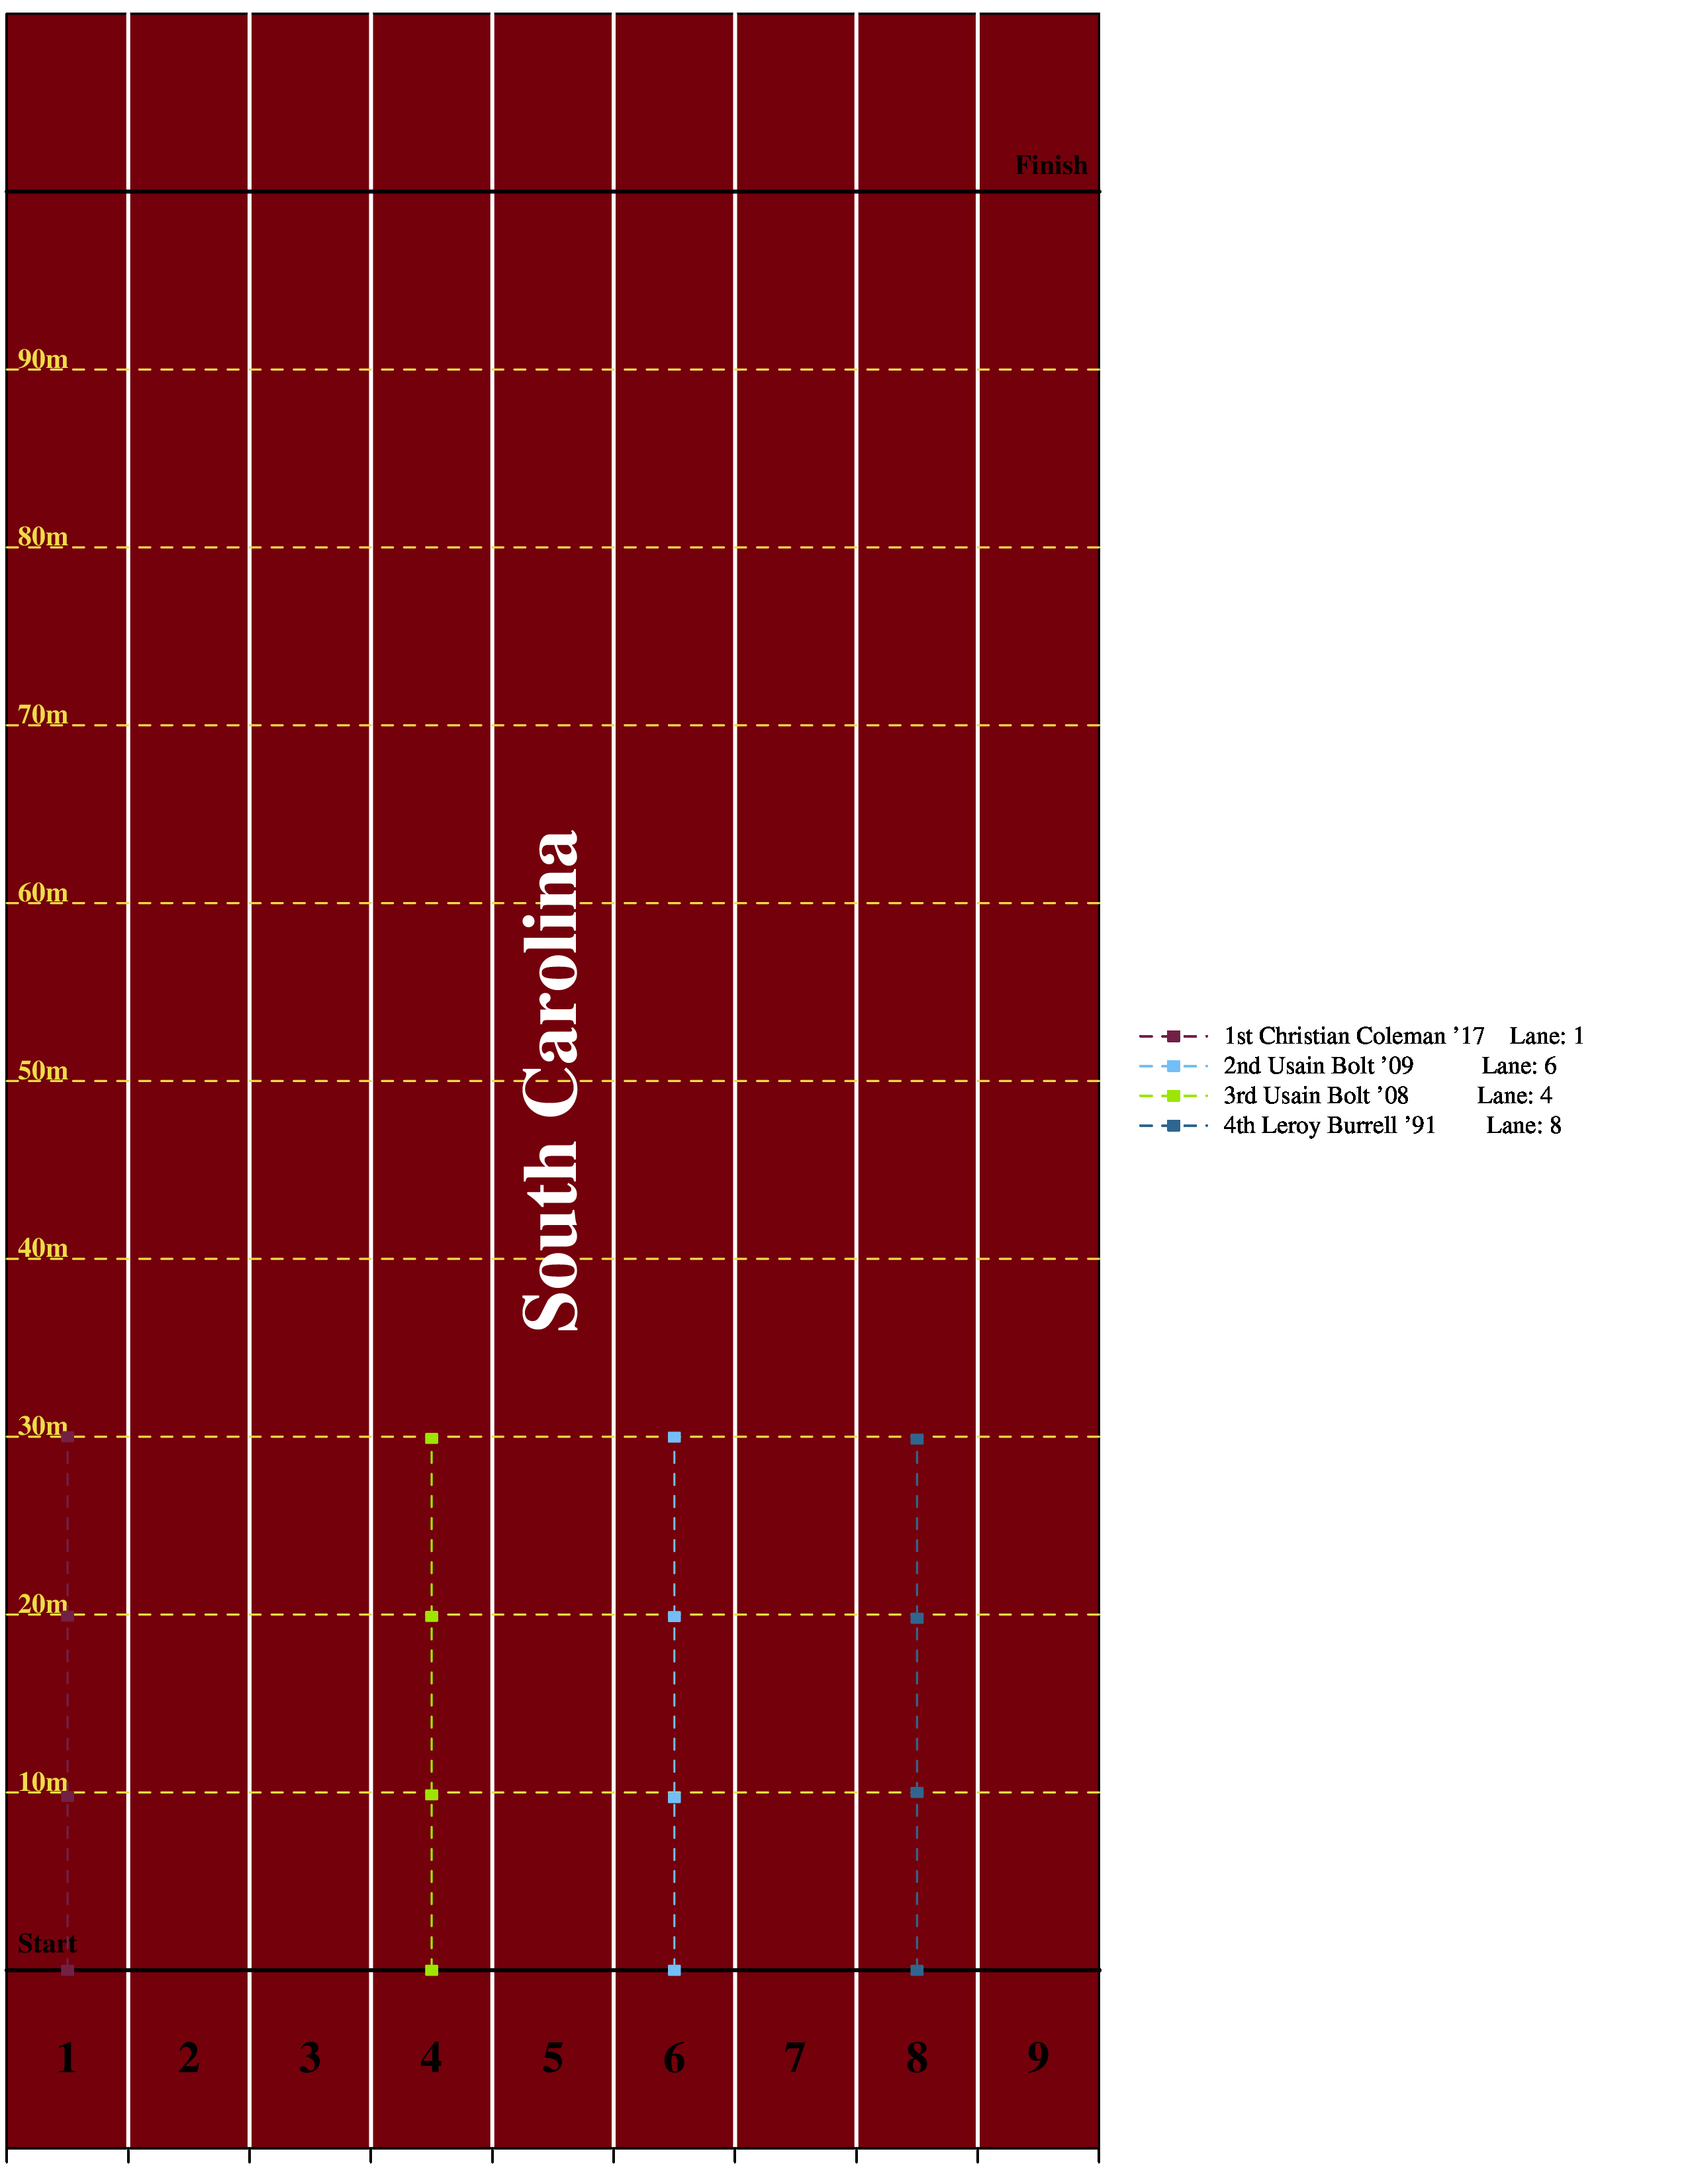 Finish
90m
80m
70m
60m
South Carolina
1st Christian Coleman ’17 Lane: 1
2nd Usain Bolt ’09 Lane: 6
50m
3rd Usain Bolt ’08 Lane: 4
4th Leroy Burrell ’91 Lane: 8
40m
30m
20m
10m
Start
1 2 3 4 5 6 7 8 9